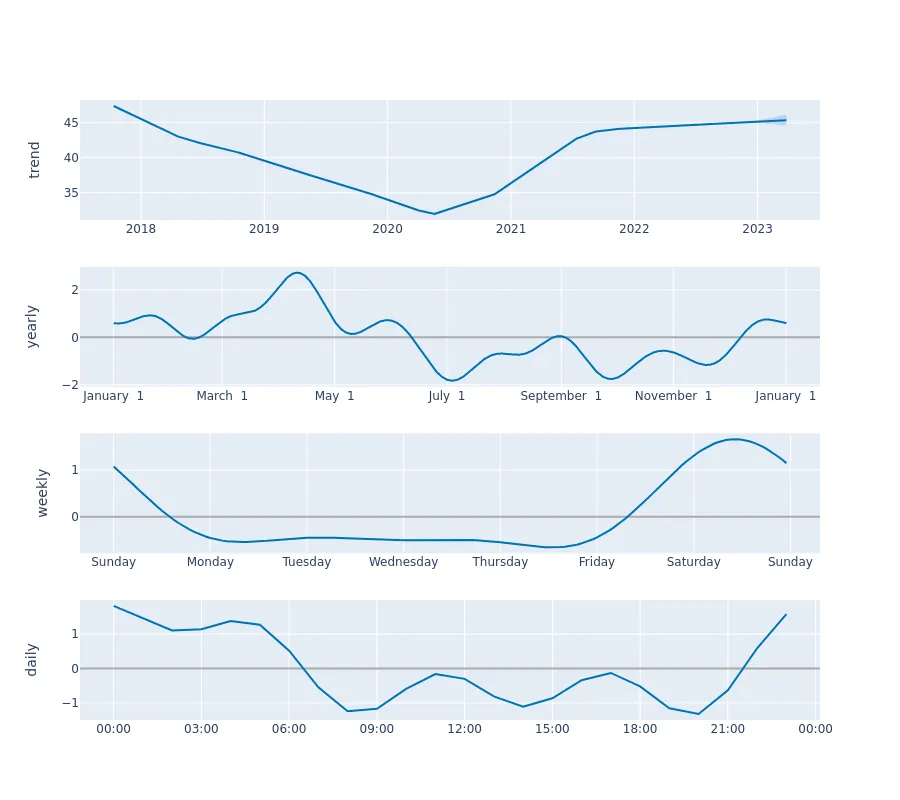 trend
45
40
35
2018 2019 2020 2021 2022 2023
yearly
2
0
−2
January 1 March 1 May 1 July 1 September 1 November 1 January 1
weekly
1
0
Sunday Monday Tuesday Wednesday Thursday Friday Saturday Sunday
daily
1
0
−1
00:00 03:00 06:00 09:00 12:00 15:00 18:00 21:00 00:00